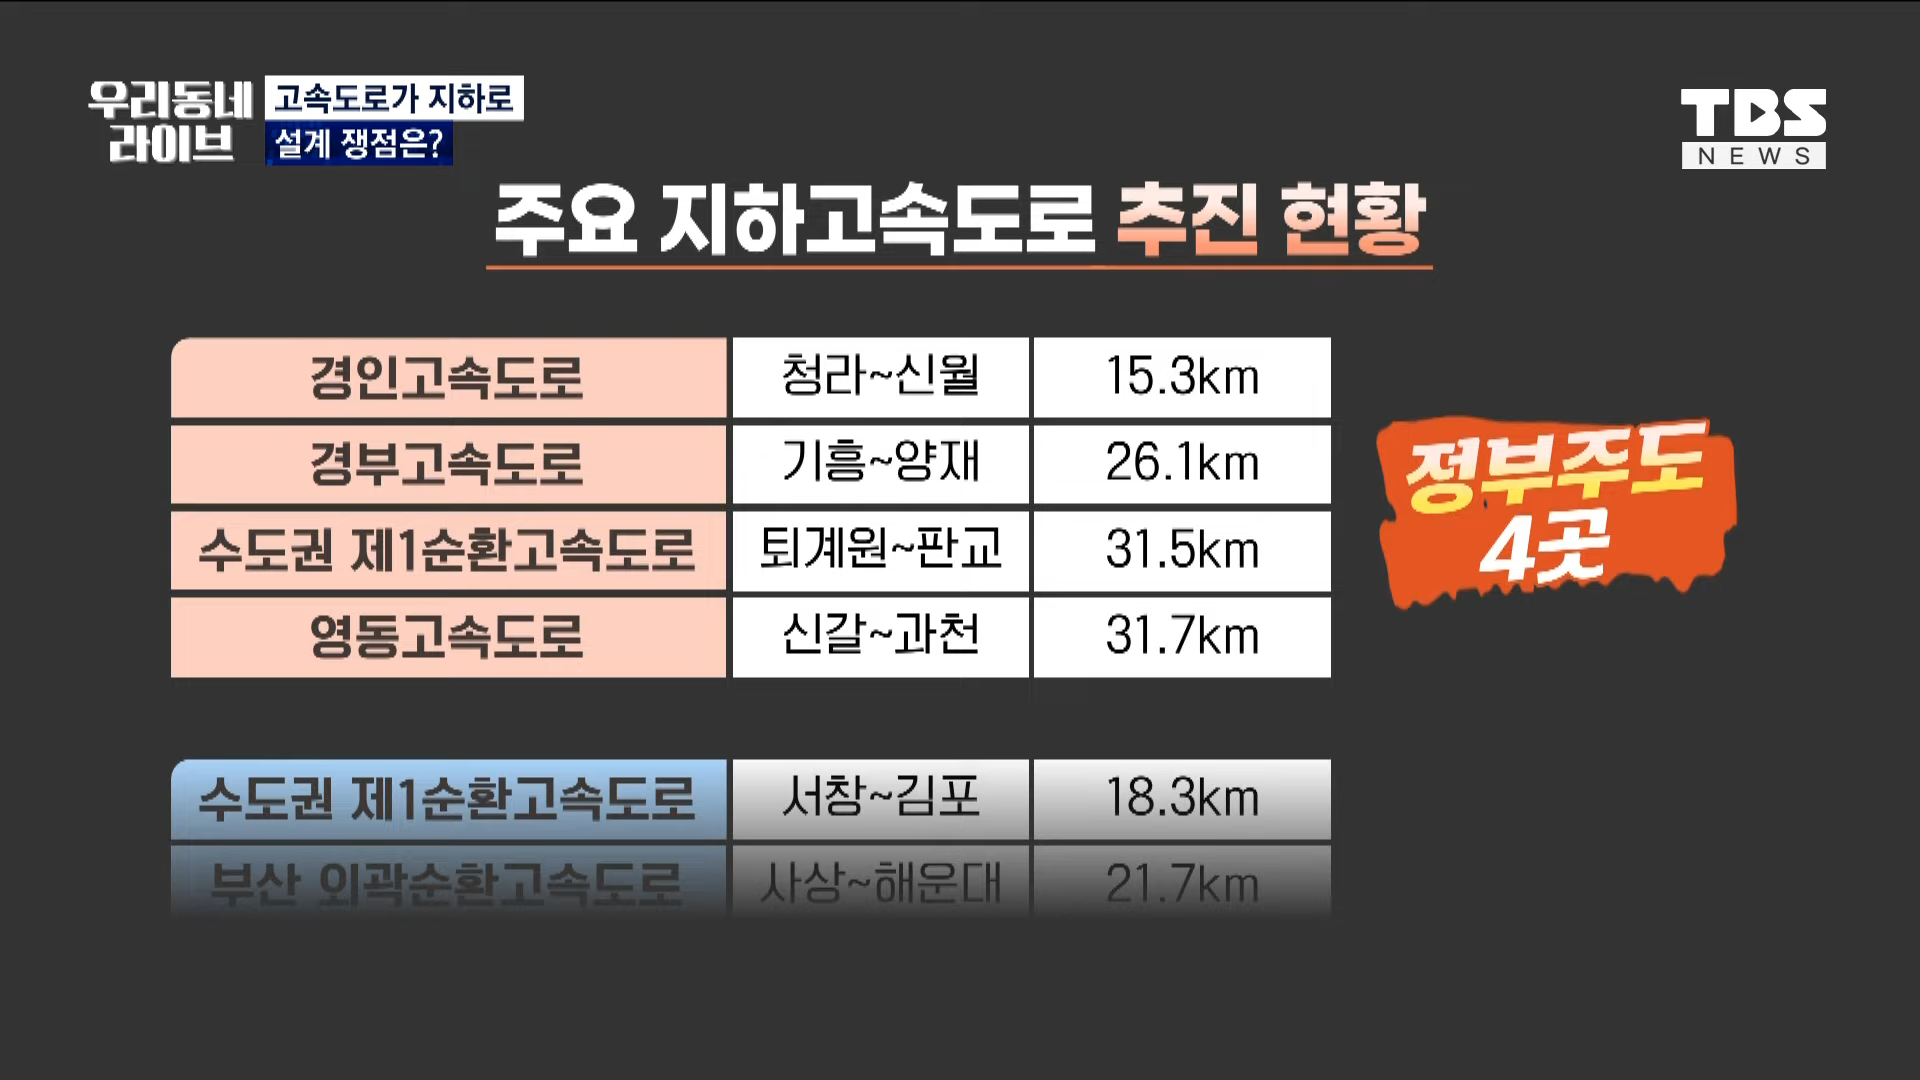 우리동네
라이브
고속도로가 지하로
설계 쟁점은?
TBS
NEWS
주요 지하고속도로 추진 현황
경인고속도로 청라~신월 15.3km
경부고속도로 기흥~양재 26.1km
수도권 제1순환고속도로 퇴계원~판교 31.5km
영동고속도로 신갈~과천 31.7km
정부주도
4곳
수도권 제1순환고속도로 서창~김포 18.3km
부산 외곽순환고속도로 사상~해운대 21.7km